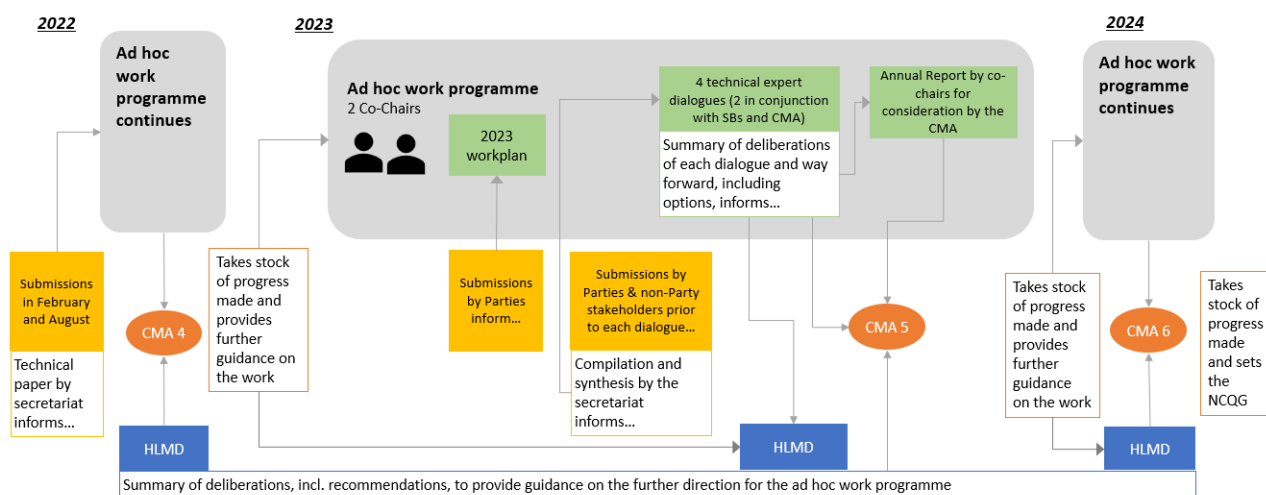 2022
Ad hoc
work
programme
continues
Submissions
in February
and August
Technical
paper by
secretariat
informs…
CMA 4
HLMD
Takes stock
of progress
made and
provides
further
guidance on
the work
2023
Ad hoc work programme
2 Co-Chairs
2023
workplan
Submissions
by Parties
inform…
Submissions by
Parties & non-Party
stakeholders prior
to each dialogue…
Compilation and
synthesis by the
secretariat
informs…
4 technical expert
dialogues (2 in conjunction
with SBs and CMA)
Summary of deliberations
of each dialogue and way
forward, including
options, informs…
Annual Report by co-
chairs for
consideration by the
CMA
CMA 5
HLMD
2024
Ad hoc work
programme
continues
Takes stock
of progress
made and
provides
further
guidance
on the work
CMA 6
HLMD
Takes
stock of
progress
made
and sets
the
NCQG
Summary of deliberations, incl. recommendations, to provide guidance on the further direction for the ad hoc work programme